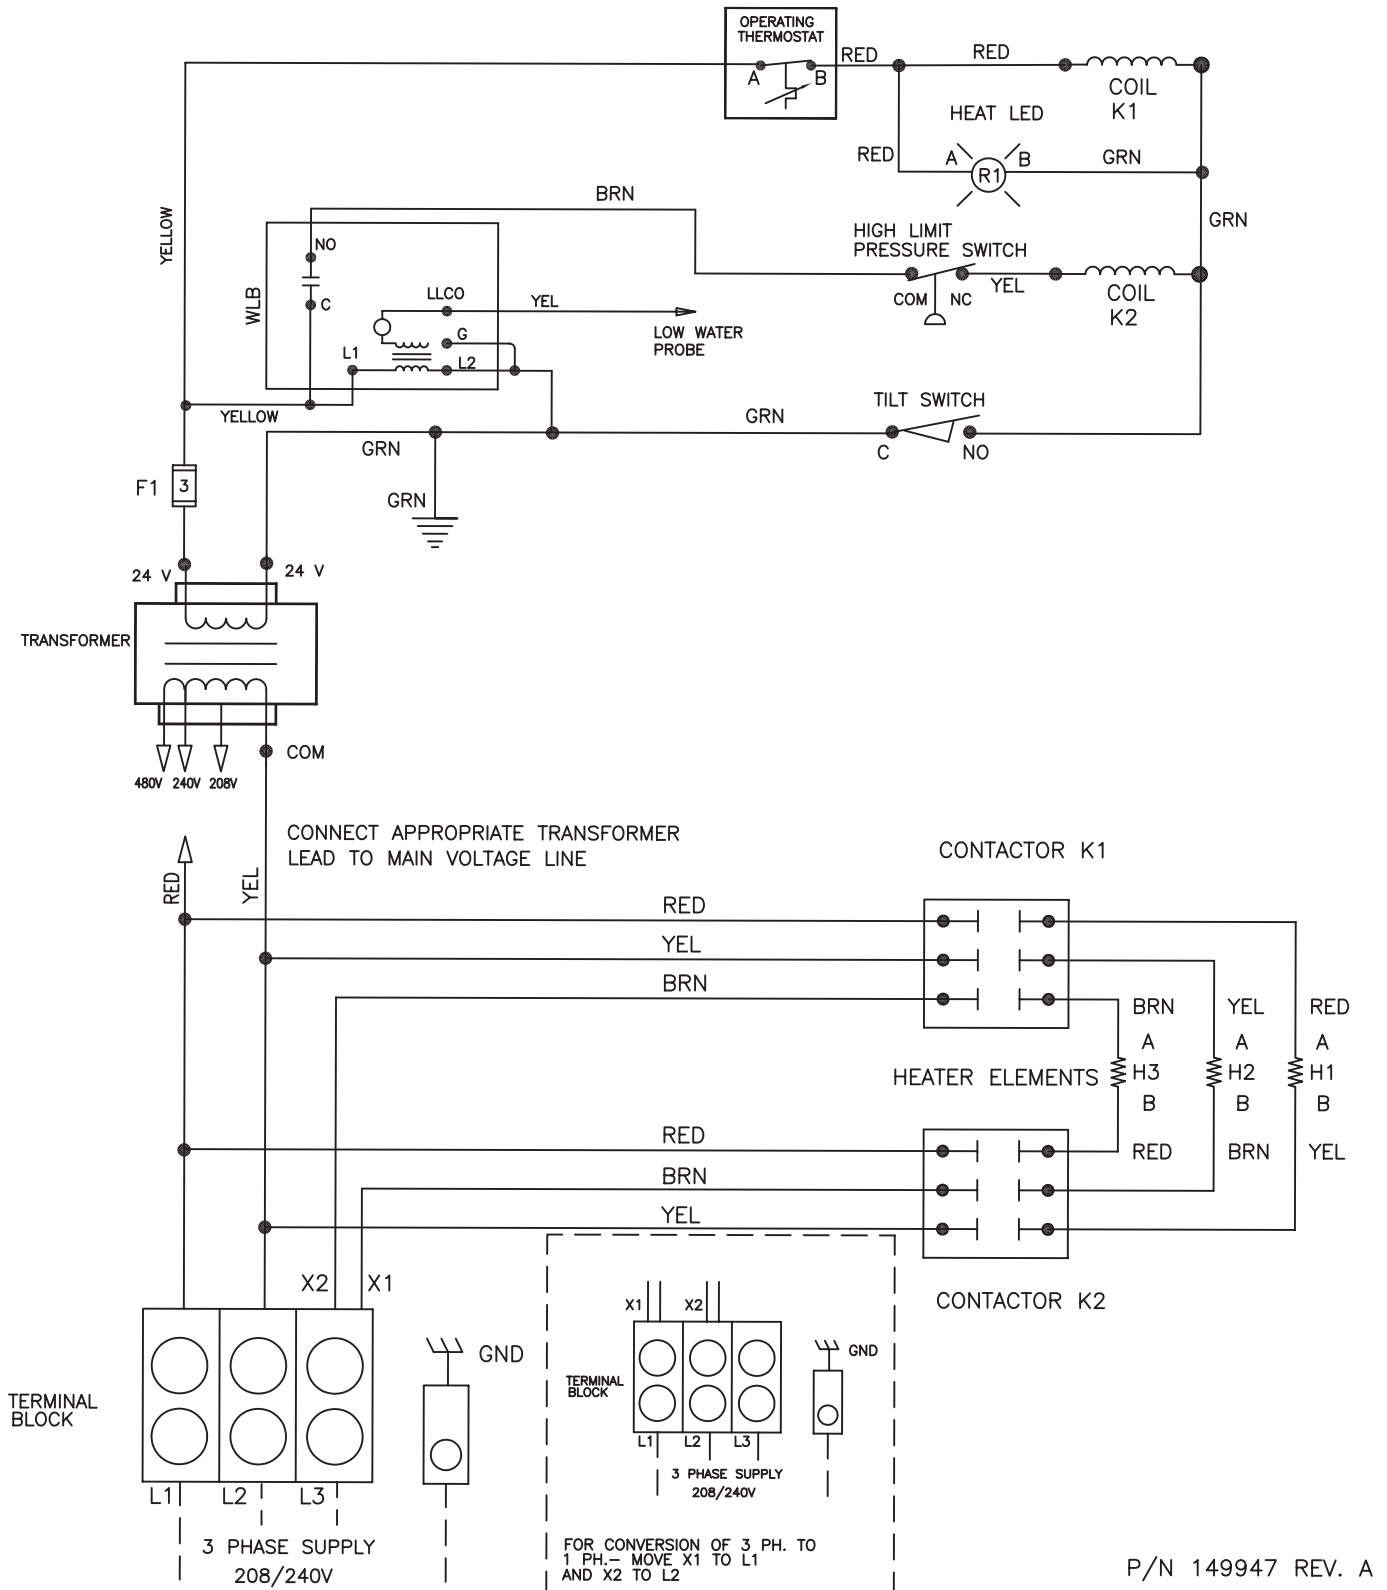 OPERATING
THERMOSTAT
A
B
RED
RED
COIL
K1
HEAT LED
RED
A
R1
B
GRN
GRN
YELLOW
BRN
WLB
NO
C
HIGH LIMIT
PRESSURE SWITCH
COM
NC
YEL
COIL
K2
LLCO
YEL
LOW WATER
PROBE
G
L1
L2
YELLOW
TILT SWITCH
GRN
C
NO
GRN
GRN
F1
3
24 V
24 V
TRANSFORMER
COM
480V
240V
208V
CONNECT APPROPRIATE TRANSFORMER
LEAD TO MAIN VOLTAGE LINE
CONTACTOR K1
RED
YEL
RED
YEL
BRN
BRN
YEL
RED
A
A
A
HEATER ELEMENTS
H3
H2
H1
B
B
B
RED
BRN
YEL
RED
BRN
YEL
CONTACTOR K2
X2
X1
TERMINAL
BLOCK
L1
L2
L3
3 PHASE SUPPLY
208/240V
GND
X1
X2
TERMINAL
BLOCK
GND
L1
L2
L3
3 PHASE SUPPLY
208/240V
FOR CONVERSION OF 3 PH. TO
1 PH.– MOVE X1 TO L1
AND X2 TO L2
P/N 149947 REV. A